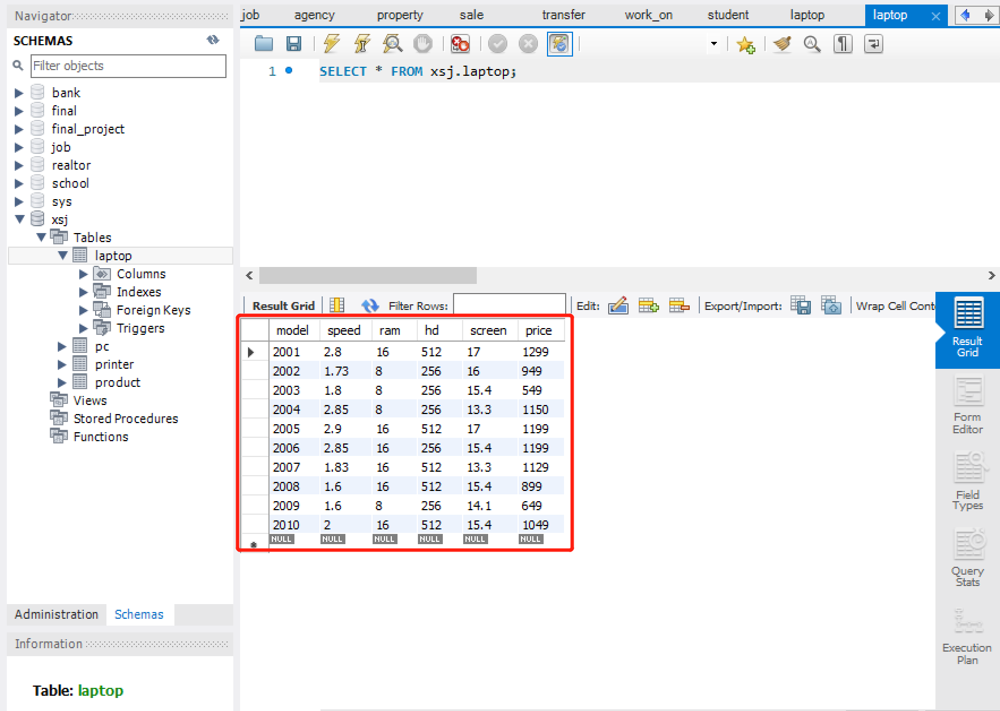 Navigator
SCHEMAS
Filter objects
bank
final
final_project
job
realtor
school
sys
xsj
Tables
laptop
Columns
Indexes
Foreign Keys
Triggers
pc
printer
product
Views
Stored Procedures
Functions
Administration Schemas
Information
Table: laptop
job agency property sale transfer work_on student laptop laptop
1 SELECT * FROM xsj.laptop;
Result Grid Filter Rows: Edit: Export/Import: Wrap Cell Conte
model speed ram hd screen price
2001 2.8 16 512 17 1299
2002 1.73 8 256 16 949
2003 1.8 8 256 15.4 549
2004 2.85 8 256 13.3 1150
2005 2.9 16 512 17 1199
2006 2.85 16 256 15.4 1199
2007 1.83 16 512 13.3 1129
2008 1.6 16 512 15.4 899
2009 1.6 8 256 14.1 649
2010 2 16 512 15.4 1049
NULL NULL NULL NULL NULL NULL
Result
Grid
Form
Editor
Field
Types
Query
Stats
Execution
Plan